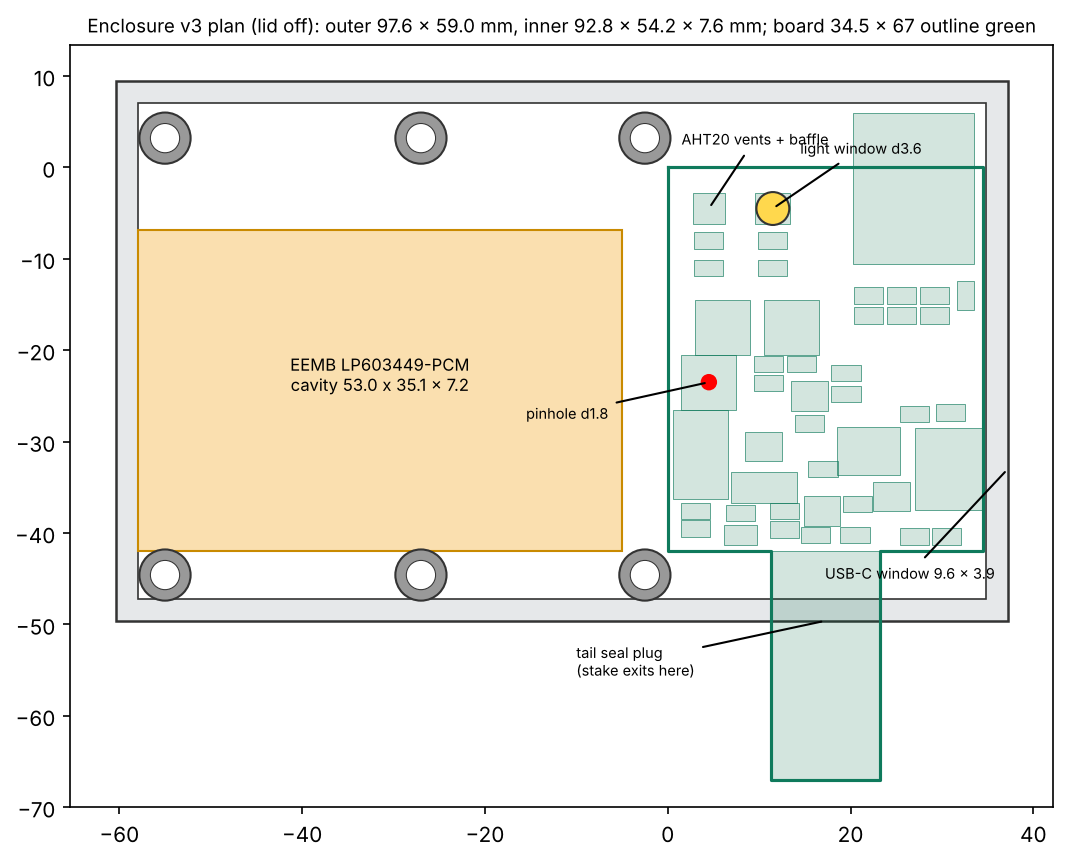 Enclosure v3 plan (lid off): outer 97.6 × 59.0 mm, inner 92.8 × 54.2 × 7.6 mm; board 34.5 × 67 outline green
10
0
−10
−20
−30
−40
−50
−60
−70
−60
−40
−20
0
20
40
AHT20 vents + baffle
light window d3.6
EEMB LP603449-PCM
cavity 53.0 x 35.1 × 7.2
pinhole d1.8
USB-C window 9.6 × 3.9
tail seal plug
(stake exits here)